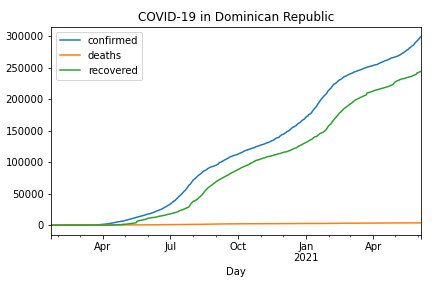 COVID-19 in Dominican Republic
confirmed
deaths
recovered
300000
250000
200000
150000
100000
50000
0
Apr Jul Oct Jan Apr
2021
Day